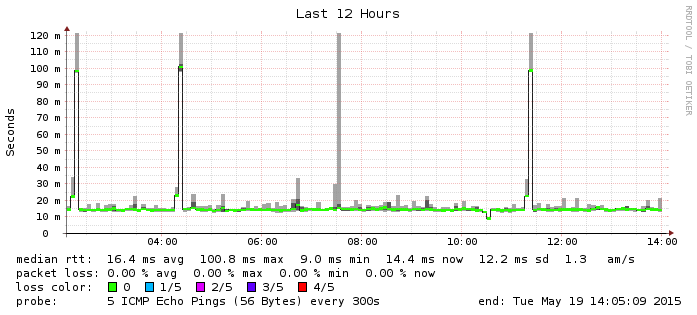 Last 12 Hours
RRDTOOL / TOBI OETIKER
Seconds
120 m
110 m
100 m
90 m
80 m
70 m
60 m
50 m
40 m
30 m
20 m
10 m
0
04:00 06:00 08:00 10:00 12:00 14:00
median rtt: 16.4 ms avg 100.8 ms max 9.0 ms min 14.4 ms now 12.2 ms sd 1.3 am/s
packet loss: 0.00 % avg 0.00 % max 0.00 % min 0.00 % now
loss color: 0 1/5 2/5 3/5 4/5
probe: 5 ICMP Echo Pings (56 Bytes) every 300s end: Tue May 19 14:05:09 2015